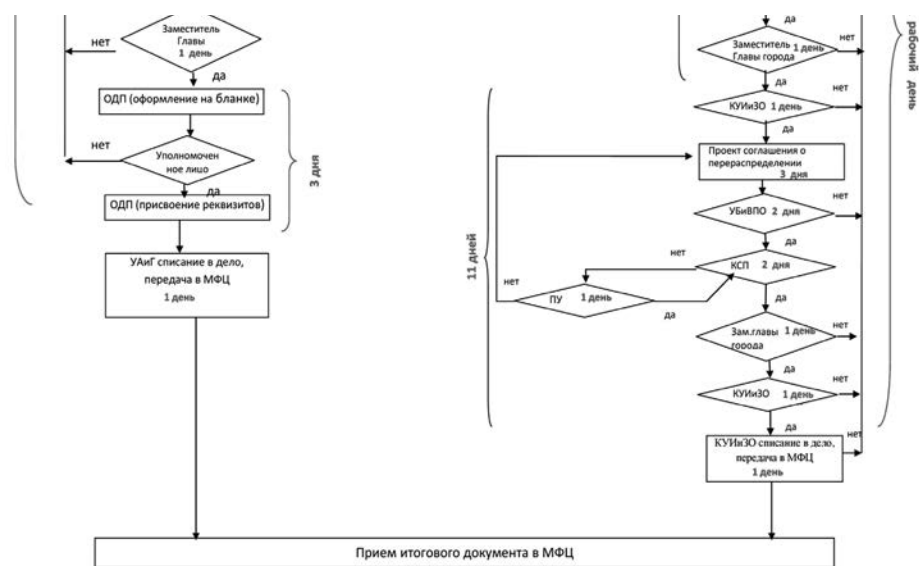 нет
Заместитель
Главы
1 день
да
ОДП (оформление на бланке)
нет
Уполномочен
ное лицо
да
ОДП (присвоение реквизитов)
3 дня
УАиГ списание в дело,
передача в МФЦ
1 день
да
Заместитель 1 день
Главы города
нет
да
КУИиЗО 1 день
нет
да
Проект соглашения о
перераспределении
3 дня
УБиВПО 2 дня
нет
да
нет
КСП 2 дня
нет
ПУ 1 день
да
да
Зам.главы 1 день
города
нет
да
КУИиЗО 1 день
нет
да
КУИиЗО списание в дело,
передача в МФЦ
1 день
нет
11 дней
рабочий день
Прием итогового документа в МФЦ